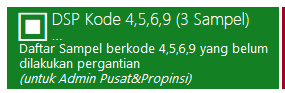 DSP Kode 4,5,6,9 (3 Sampel)
...
Daftar Sampel berkode 4,5,6,9 yang belum
dilakukan pergantian
(untuk Admin Pusat&Propinsi)